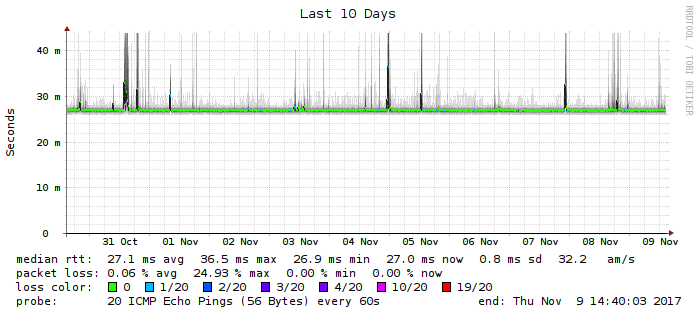 Last 10 Days
RRDTOOL / TOBI OETIKER
Seconds
40 m
30 m
20 m
10 m
0
31 Oct 01 Nov 02 Nov 03 Nov 04 Nov 05 Nov 06 Nov 07 Nov 08 Nov 09 Nov
median rtt: 27.1 ms avg 36.5 ms max 26.9 ms min 27.0 ms now 0.8 ms sd 32.2 am/s
packet loss: 0.06 % avg 24.93 % max 0.00 % min 0.00 % now
loss color: 0 1/20 2/20 3/20 4/20 10/20 19/20
probe: 20 ICMP Echo Pings (56 Bytes) every 60s end: Thu Nov 9 14:40:03 2017